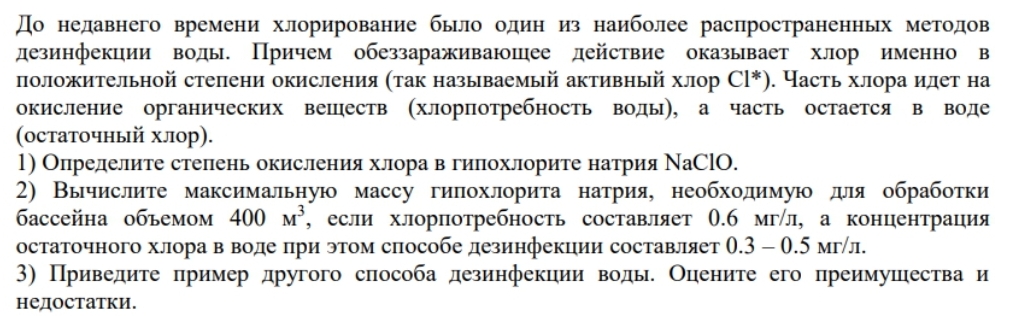 До недавнего времени хлорирование было один из наиболее распространенных методов
дезинфекции воды. Причем обеззараживающее действие оказывает хлор именно в
положительной степени окисления (так называемый активный хлор Cl*). Часть хлора идет на
окисление органических веществ (хлорпотребность воды), а часть остается в воде
(остаточный хлор).
1) Определите степень окисления хлора в гипохлорите натрия NaClO.
2) Вычислите максимальную массу гипохлорита натрия, необходимую для обработки
бассейна объемом 400 м³, если хлорпотребность составляет 0.6 мг/л, а концентрация
остаточного хлора в воде при этом способе дезинфекции составляет 0.3 – 0.5 мг/л.
3) Приведите пример другого способа дезинфекции воды. Оцените его преимущества и
недостатки.